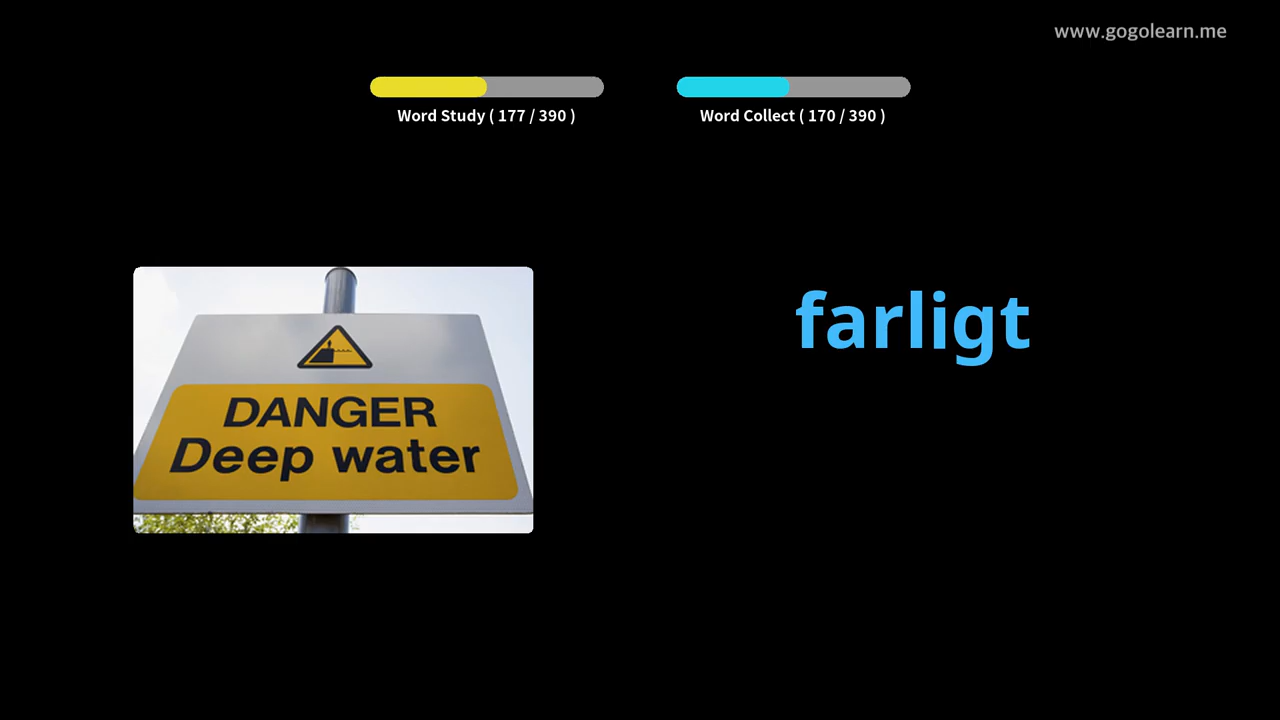 www.gogolearn.me
Word Study ( 177 / 390 )
Word Collect ( 170 / 390 )
DANGER
Deep water
farligt